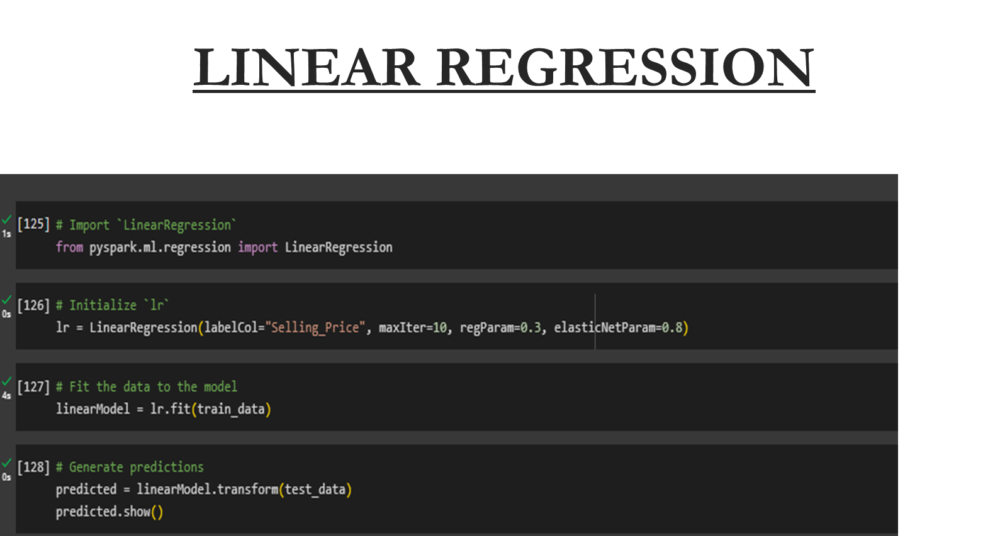 LINEAR REGRESSION
1s [125] # Import `LinearRegression`
from pyspark.ml.regression import LinearRegression
0s [126] # Initialize `lr`
lr = LinearRegression(labelCol="Selling_Price", maxIter=10, regParam=0.3, elasticNetParam=0.8)
4s [127] # Fit the data to the model
linearModel = lr.fit(train_data)
0s [128] # Generate predictions
predicted = linearModel.transform(test_data)
predicted.show()